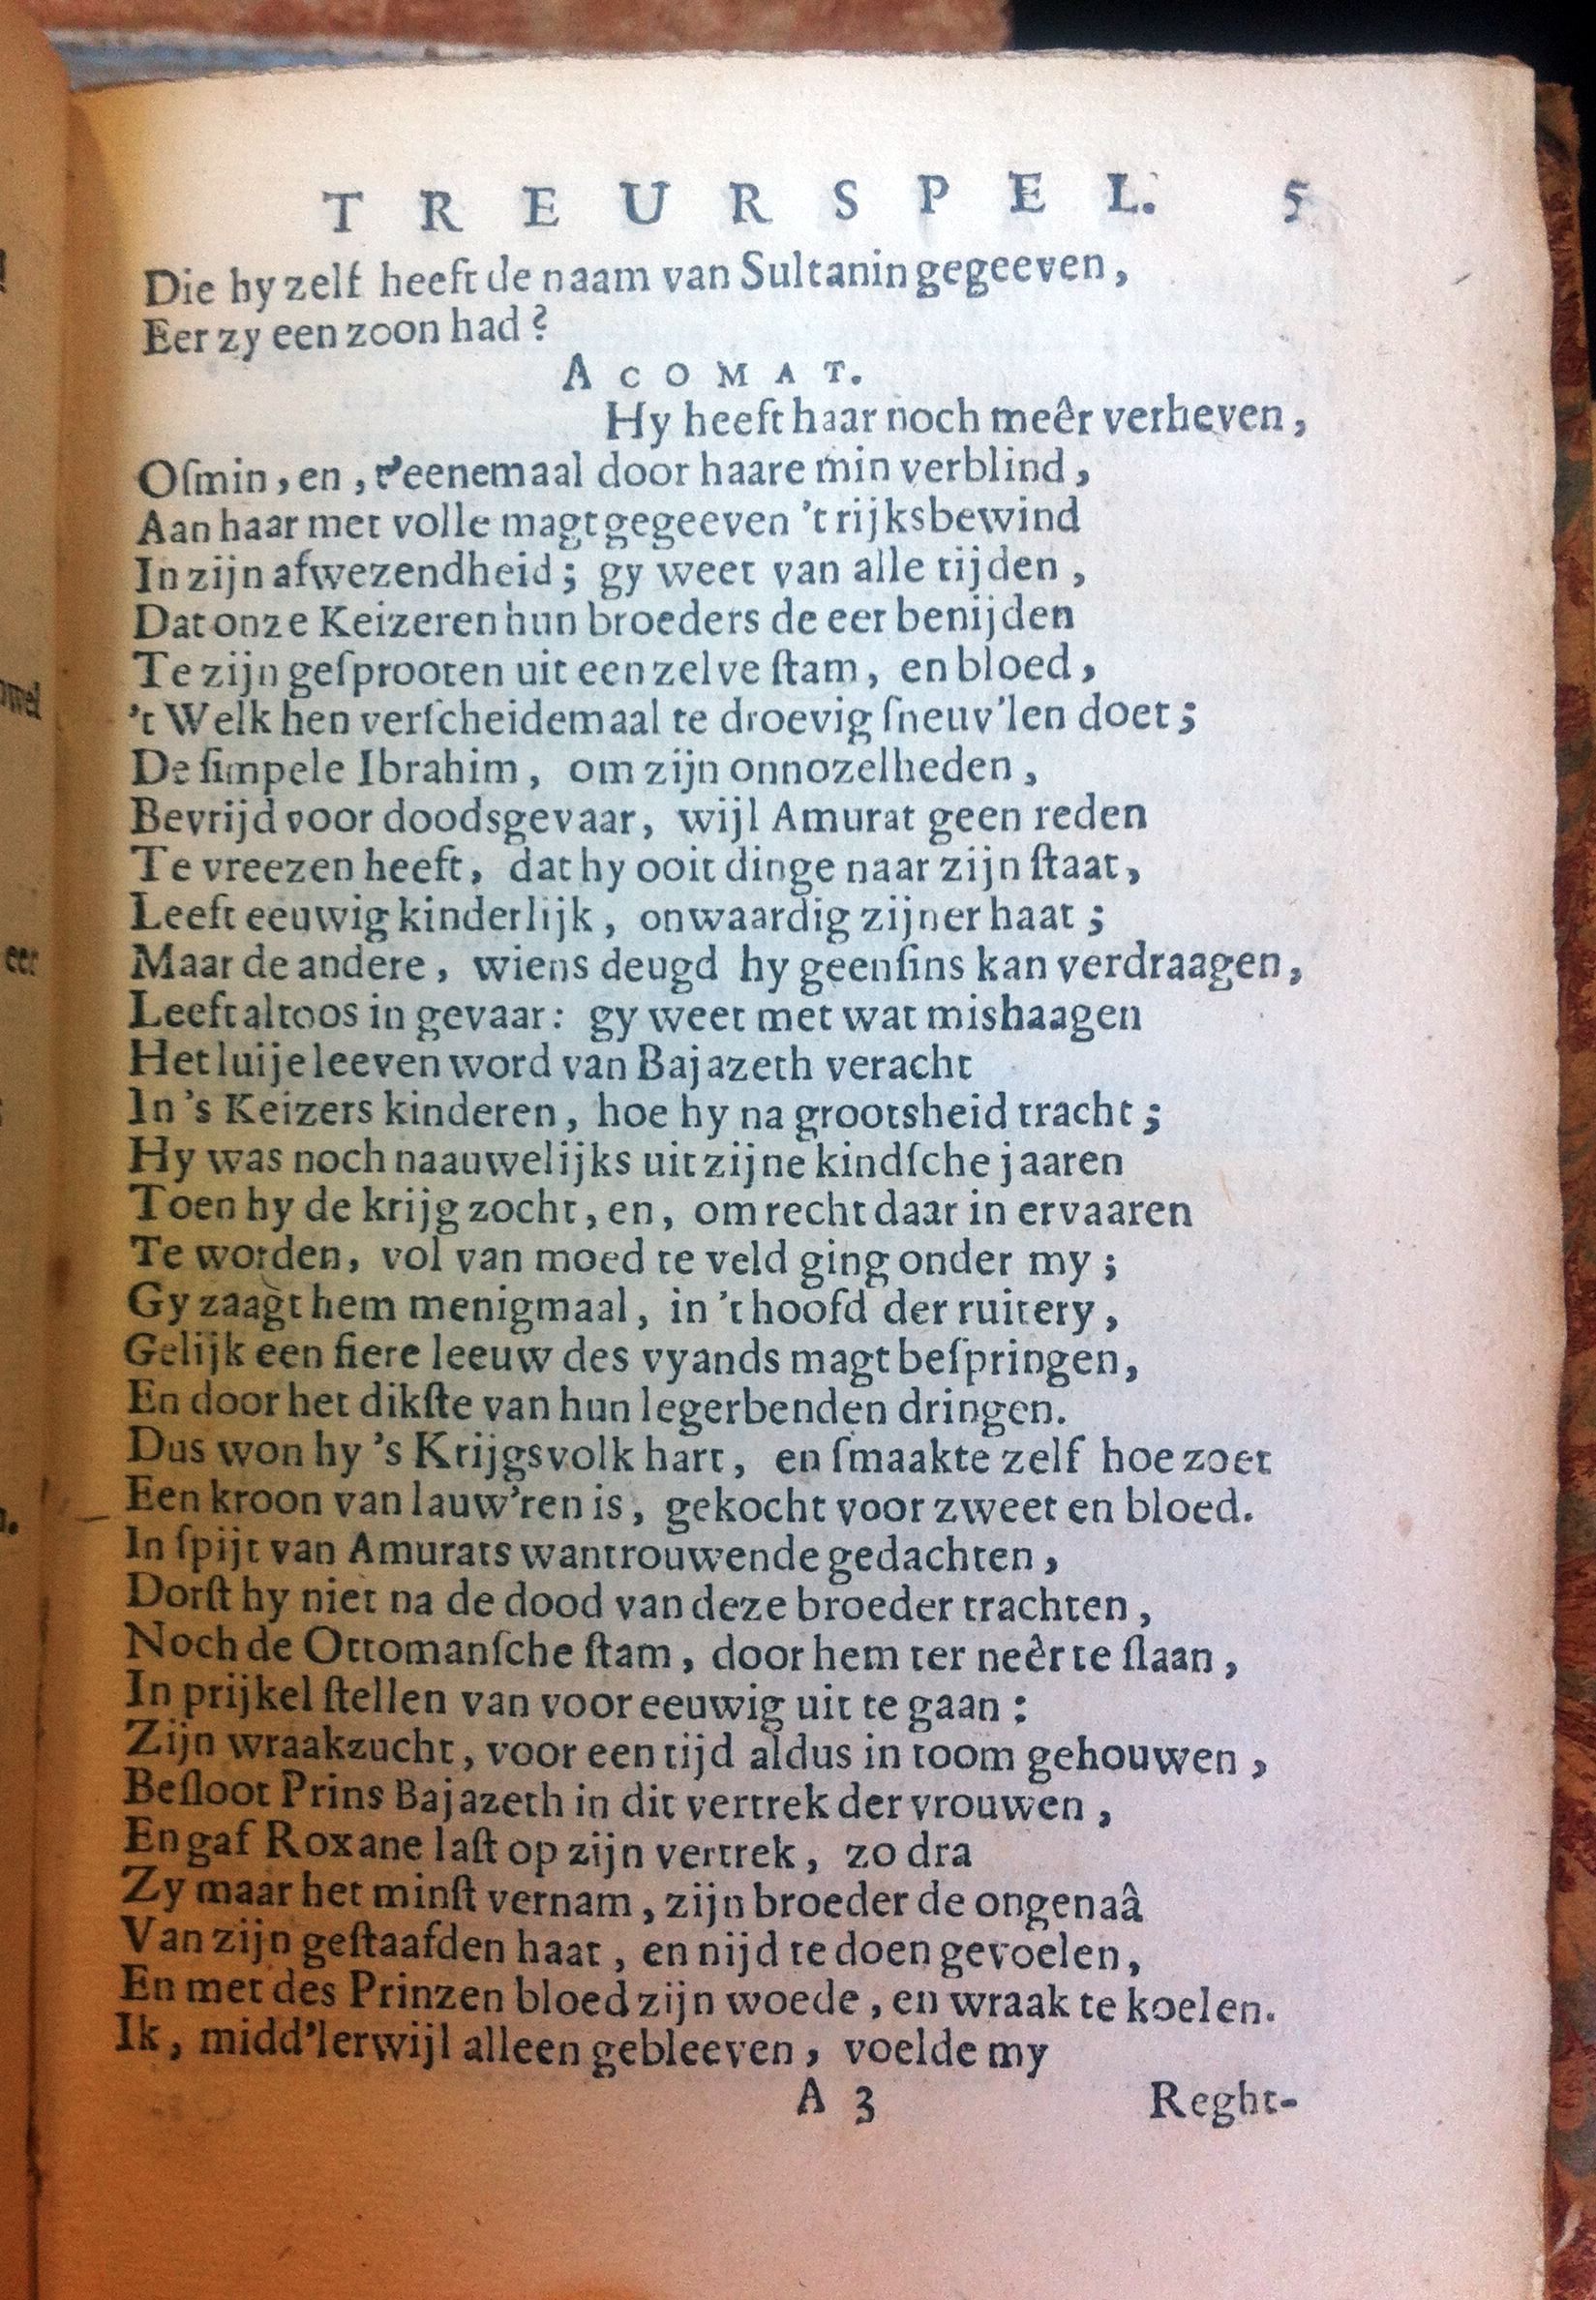 TREURSPEL. 5
Die hy zelf heeft de naam van Sultanin gegeeven,
Eer zy een zoon had?
ACOMAT.
Hy heeft haar noch meêr verheven,
Oſmin, en, t'eenemaal door haare min verblind,
Aan haar met volle magt gegeeven 't rijksbewind
In zijn afwezendheid; gy weet van alle tijden,
Dat onze Keizeren hun broeders de eer benijden
Te zijn geſprooten uit een zelve ſtam, en bloed,
't Welk hen verſcheidemaal te droevig ſneuv'len doet;
De ſimpele Ibrahim, om zijn onnozelheden,
Bevrijd voor doodsgevaar, wijl Amurat geen reden
Te vreezen heeft, dat hy ooit dinge naar zijn ſtaat,
Leeft eeuwig kinderlijk, onwaardig zijner haat;
Maar de andere, wiens deugd hy geenſins kan verdraagen,
Leeft altoos in gevaar: gy weet met wat mishaagen
Het luije leeven word van Bajazeth veracht
In 's Keizers kinderen, hoe hy na grootsheid tracht;
Hy was noch naauwelijks uit zijne kindſche jaaren
Toen hy de krijg zocht, en, om recht daar in ervaaren
Te worden, vol van moed te veld ging onder my;
Gy zaagt hem menigmaal, in 't hoofd der ruitery,
Gelijk een fiere leeuw des vyands magt beſpringen,
En door het dikſte van hun legerbenden dringen.
Dus won hy 's Krijgsvolk hart, en ſmaakte zelf hoe zoet
Een kroon van lauw'ren is, gekocht voor zweet en bloed.
In ſpijt van Amurats wantrouwende gedachten,
Dorſt hy niet na de dood van deze broeder trachten,
Noch de Ottomanſche ſtam, door hem ter neêr te ſlaan,
In prijkel ſtellen van voor eeuwig uit te gaan:
Zijn wraakzucht, voor een tijd aldus in toom gehouwen,
Beſloot Prins Bajazeth in dit vertrek der vrouwen,
En gaf Roxane laſt op zijn vertrek, zo dra
Zy maar het minſt vernam, zijn broeder de ongenaâ
Van zijn geſtaafden haat, en nijd te doen gevoelen,
En met des Prinzen bloed zijn woede, en wraak te koelen.
Ik, midd'lerwijl alleen gebleeven, voelde my
A 3 Reght-